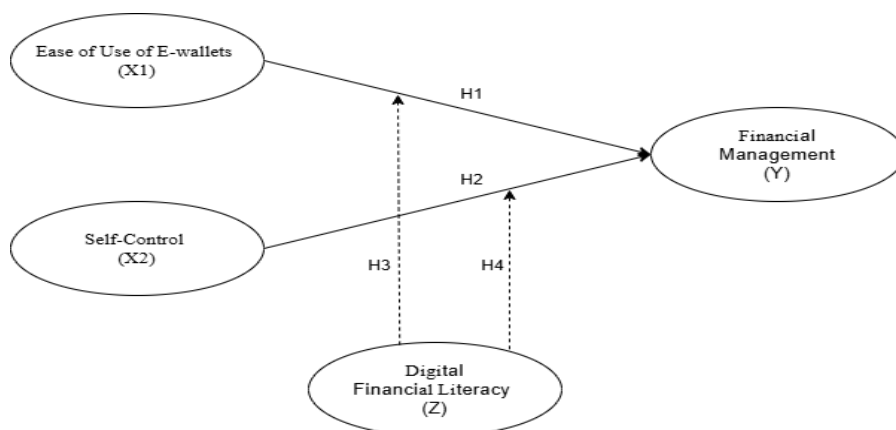 Ease of Use of E-wallets
(X1)
H1
Financial
Management
(Y)
H2
Self-Control
(X2)
H3
H4
Digital
Financial Literacy
(Z)